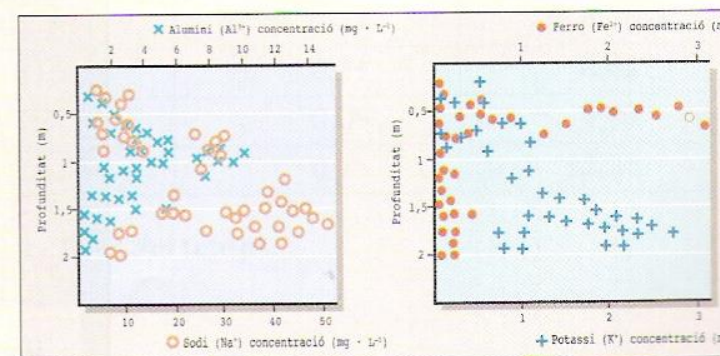 Alumini (Al³⁺) concentració (mg · L⁻¹)
2 4 6 8 10 12 14
Profunditat (m)
0,5
1
1,5
2
10 20 30 40 50
Sodi (Na⁺) concentració (mg · L⁻¹)
Ferro (Fe²⁺) concentració
1 2 3
Profunditat (m)
0,5
1
1,5
2
1 2 3
Potassi (K⁺) concentració